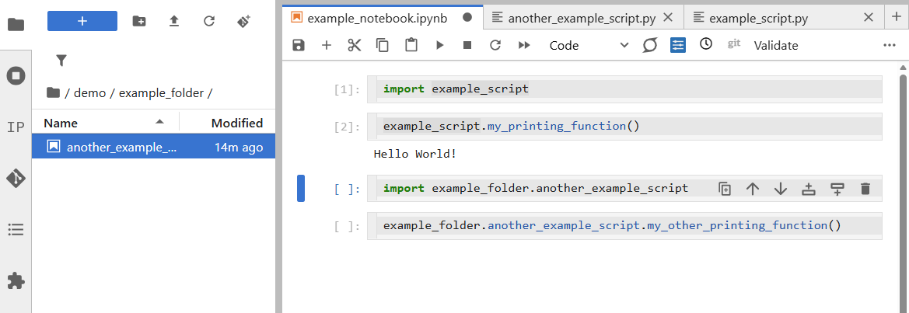 example_notebook.ipynb another_example_script.py example_script.py
Code git Validate
/ demo / example_folder /
Name Modified
another_example_... 14m ago
IP
[1]: import example_script
[2]: example_script.my_printing_function()
Hello World!
[ ]: import example_folder.another_example_script
[ ]: example_folder.another_example_script.my_other_printing_function()